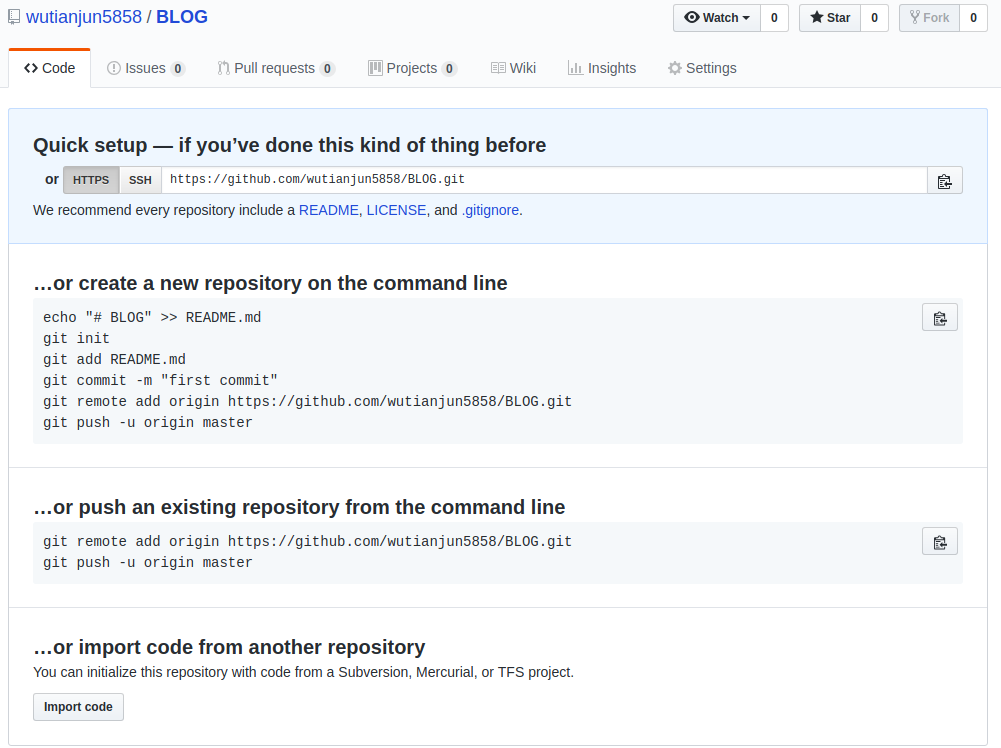 wutianjun5858 / BLOG
Watch 0 Star 0 Fork 0
Code Issues 0 Pull requests 0 Projects 0 Wiki Insights Settings
Quick setup — if you’ve done this kind of thing before
or HTTPS SSH https://github.com/wutianjun5858/BLOG.git
We recommend every repository include a README, LICENSE, and .gitignore.
…or create a new repository on the command line
echo "# BLOG" >> README.md
git init
git add README.md
git commit -m "first commit"
git remote add origin https://github.com/wutianjun5858/BLOG.git
git push -u origin master
…or push an existing repository from the command line
git remote add origin https://github.com/wutianjun5858/BLOG.git
git push -u origin master
…or import code from another repository
You can initialize this repository with code from a Subversion, Mercurial, or TFS project.
Import code